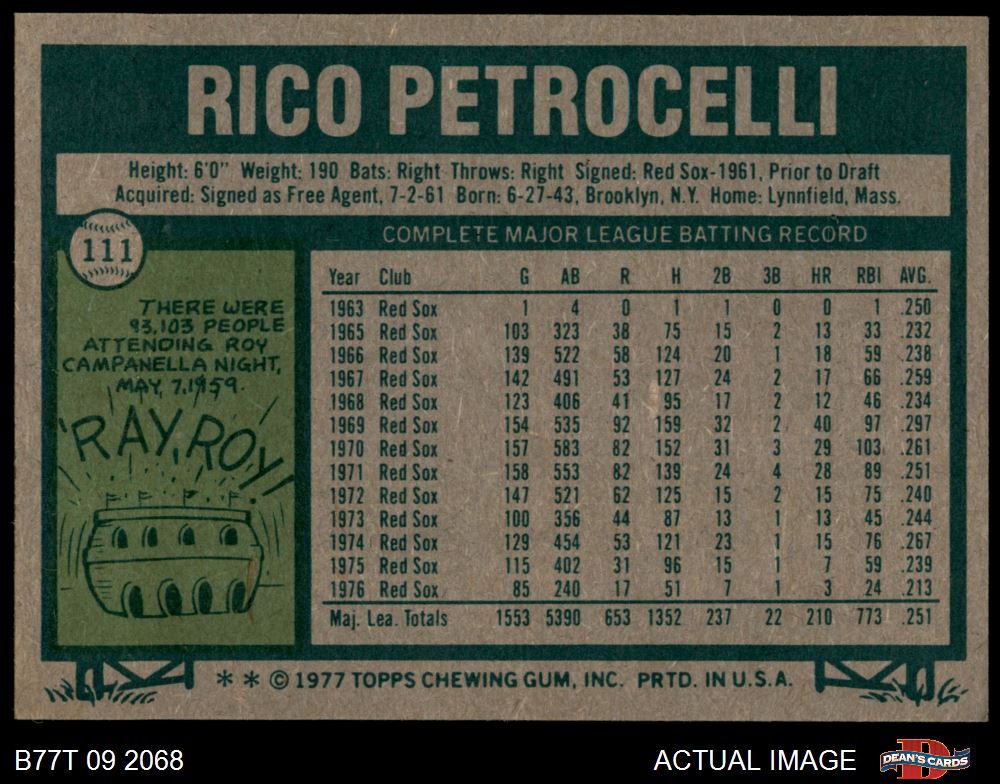 RICO PETROCELLI
Height: 6'0" Weight: 190 Bats: Right Throws: Right Signed: Red Sox-1961, Prior to Draft
Acquired: Signed as Free Agent, 7-2-61 Born: 6-27-43, Brooklyn, N.Y. Home: Lynnfield, Mass.
111
THERE WERE
93,103 PEOPLE
ATTENDING ROY
CAMPANELLA NIGHT,
MAY, 7, 1959.
'RAY, ROY
COMPLETE MAJOR LEAGUE BATTING RECORD
Year Club G AB R H 2B 3B HR RBI AVG.
1963 Red Sox 1 4 0 1 1 0 0 1 .250
1965 Red Sox 103 323 38 75 15 2 13 33 .232
1966 Red Sox 139 522 58 124 20 1 18 59 .238
1967 Red Sox 142 491 53 127 24 2 17 66 .259
1968 Red Sox 123 406 41 95 17 2 12 46 .234
1969 Red Sox 154 535 92 159 32 2 40 97 .297
1970 Red Sox 157 583 82 152 31 3 29 103 .261
1971 Red Sox 158 553 82 139 24 4 28 89 .251
1972 Red Sox 147 521 62 125 15 2 15 75 .240
1973 Red Sox 100 356 44 87 13 1 13 45 .244
1974 Red Sox 129 454 53 121 23 1 15 76 .267
1975 Red Sox 115 402 31 96 15 1 7 59 .239
1976 Red Sox 85 240 17 51 7 1 3 24 .213
Maj. Lea. Totals 1553 5390 653 1352 237 22 210 773 .251
* * © 1977 TOPPS CHEWING GUM, INC. PRTD. IN U.S.A.
B77T 09 2068
ACTUAL IMAGE
DEAN'S CARDS